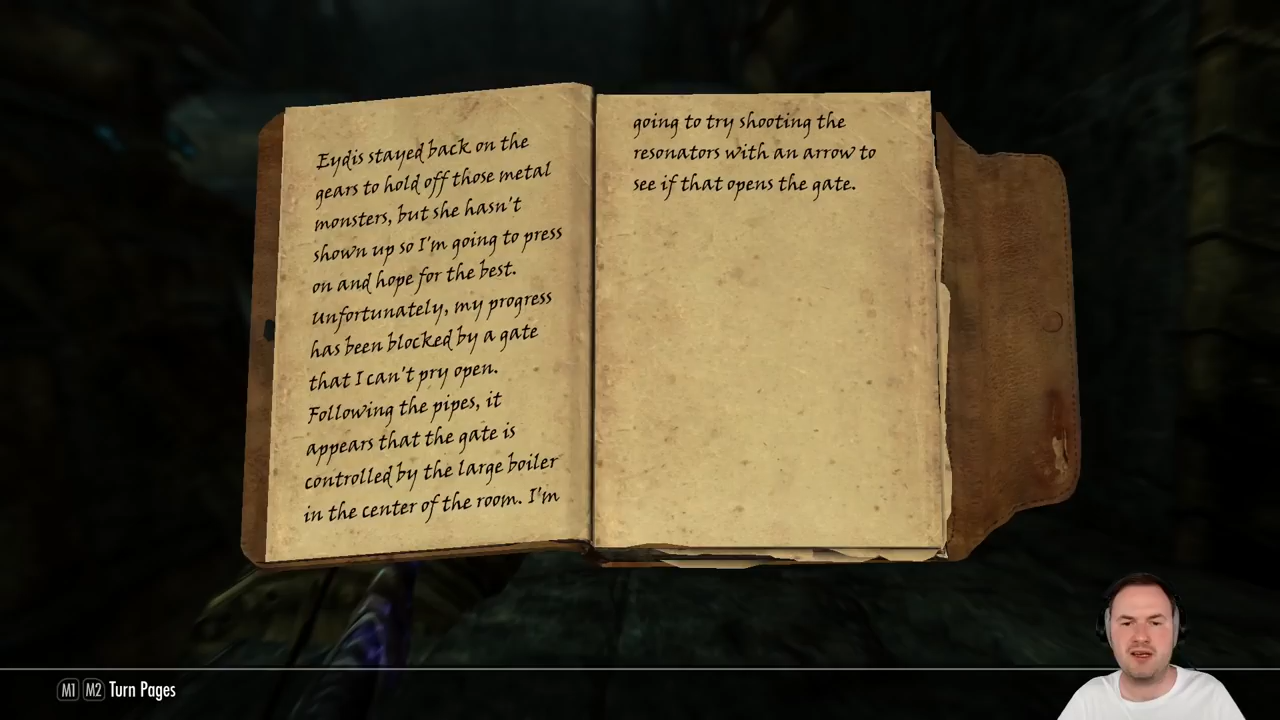 Eydis stayed back on the
gears to hold off those metal
monsters, but she hasn't
shown up so I'm going to press
on and hope for the best.
Unfortunately, my progress
has been blocked by a gate
that I can't pry open.
Following the pipes, it
appears that the gate is
controlled by the large boiler
in the center of the room. I'm
going to try shooting the
resonators with an arrow to
see if that opens the gate.
M1 M2 Turn Pages